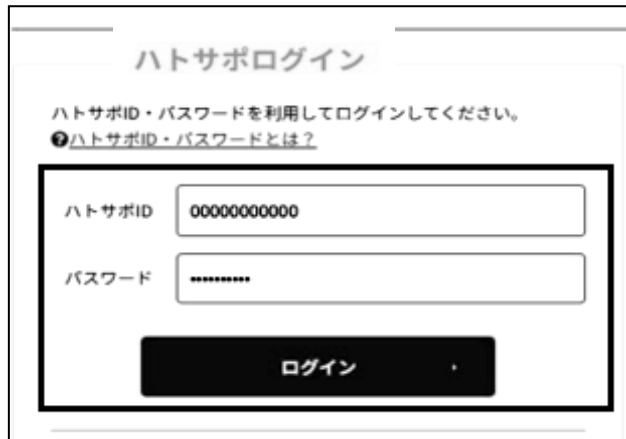 ハトサポログイン
ハトサポID・パスワードを利用してログインしてください。
?ハトサポID・パスワードとは?
ハトサポID 00000000000
パスワード ••••••••••
ログイン